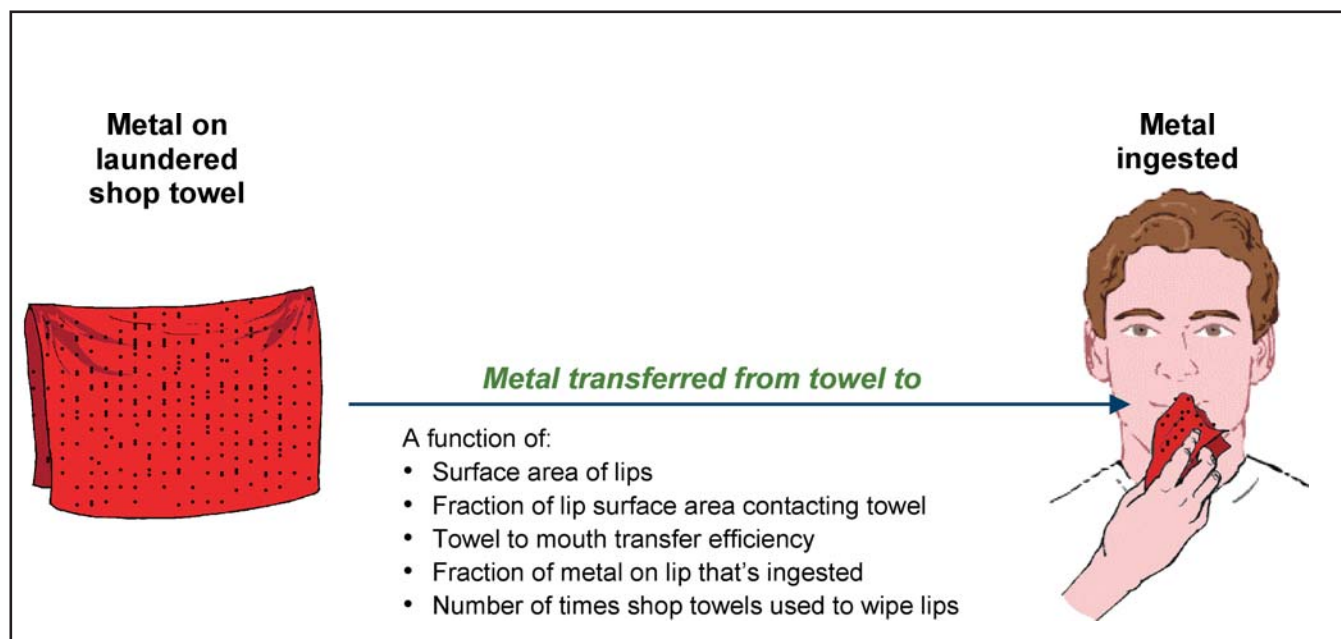 Metal on
laundered
shop towel
Metal
ingested
Metal transferred from towel to
A function of:
• Surface area of lips
• Fraction of lip surface area contacting towel
• Towel to mouth transfer efficiency
• Fraction of metal on lip that's ingested
• Number of times shop towels used to wipe lips